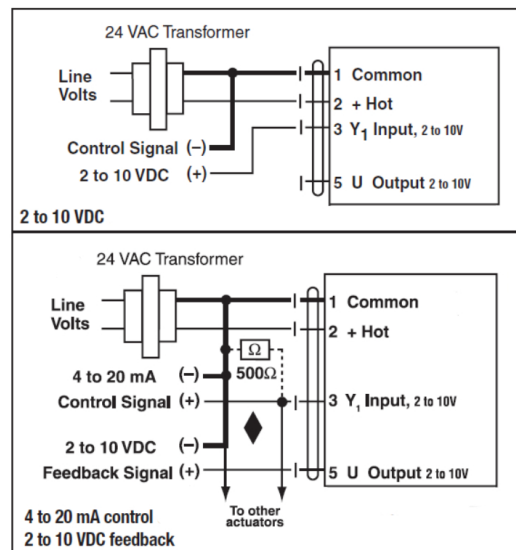 24 VAC Transformer
Line
Volts
1 Common
2 + Hot
3 Y1 Input, 2 to 10V
Control Signal (–)
2 to 10 VDC (+)
5 U Output 2 to 10V
2 to 10 VDC
24 VAC Transformer
Line
Volts
1 Common
2 + Hot
Ω
500Ω
4 to 20 mA (–)
Control Signal (+)
3 Y1 Input, 2 to 10V
2 to 10 VDC (–)
Feedback Signal (+)
5 U Output 2 to 10V
To other
actuators
4 to 20 mA control
2 to 10 VDC feedback